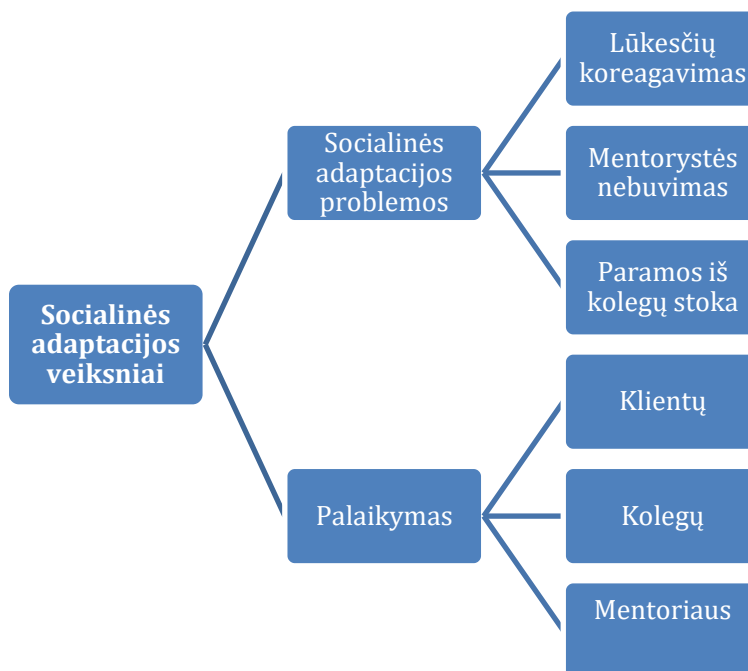 Socialinės
adaptacijos
veiksniai
Socialinės
adaptacijos
problemos
Lūkesčių
koreagavimas
Mentorystės
nebuvimas
Paramos iš
kolegų stoka
Palaikymas
Klientų
Kolegų
Mentoriaus